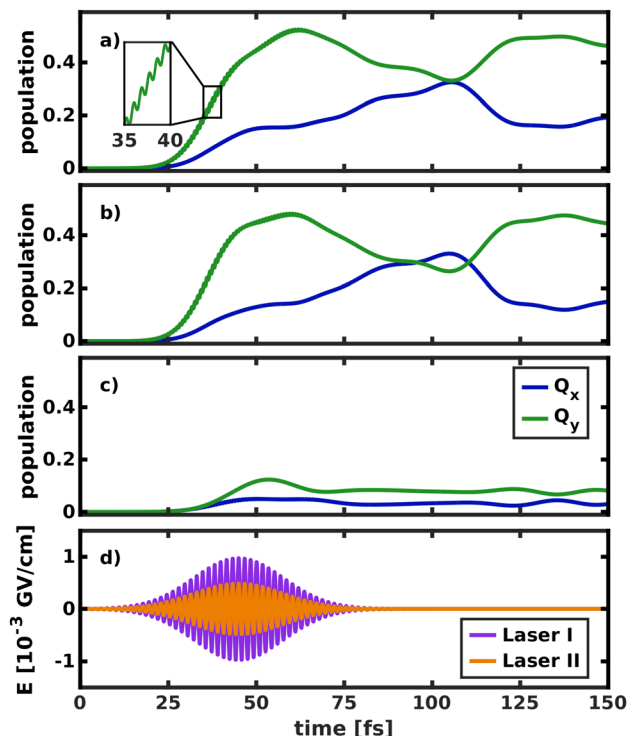 a)
population
0.4
0.2
0
35 40
b)
population
0.4
0.2
0
c)
population
0.4
0.2
0
Qx
Qy
d)
E [10-3 GV/cm]
1
0
-1
Laser I
Laser II
0 25 50 75 100 125 150
time [fs]